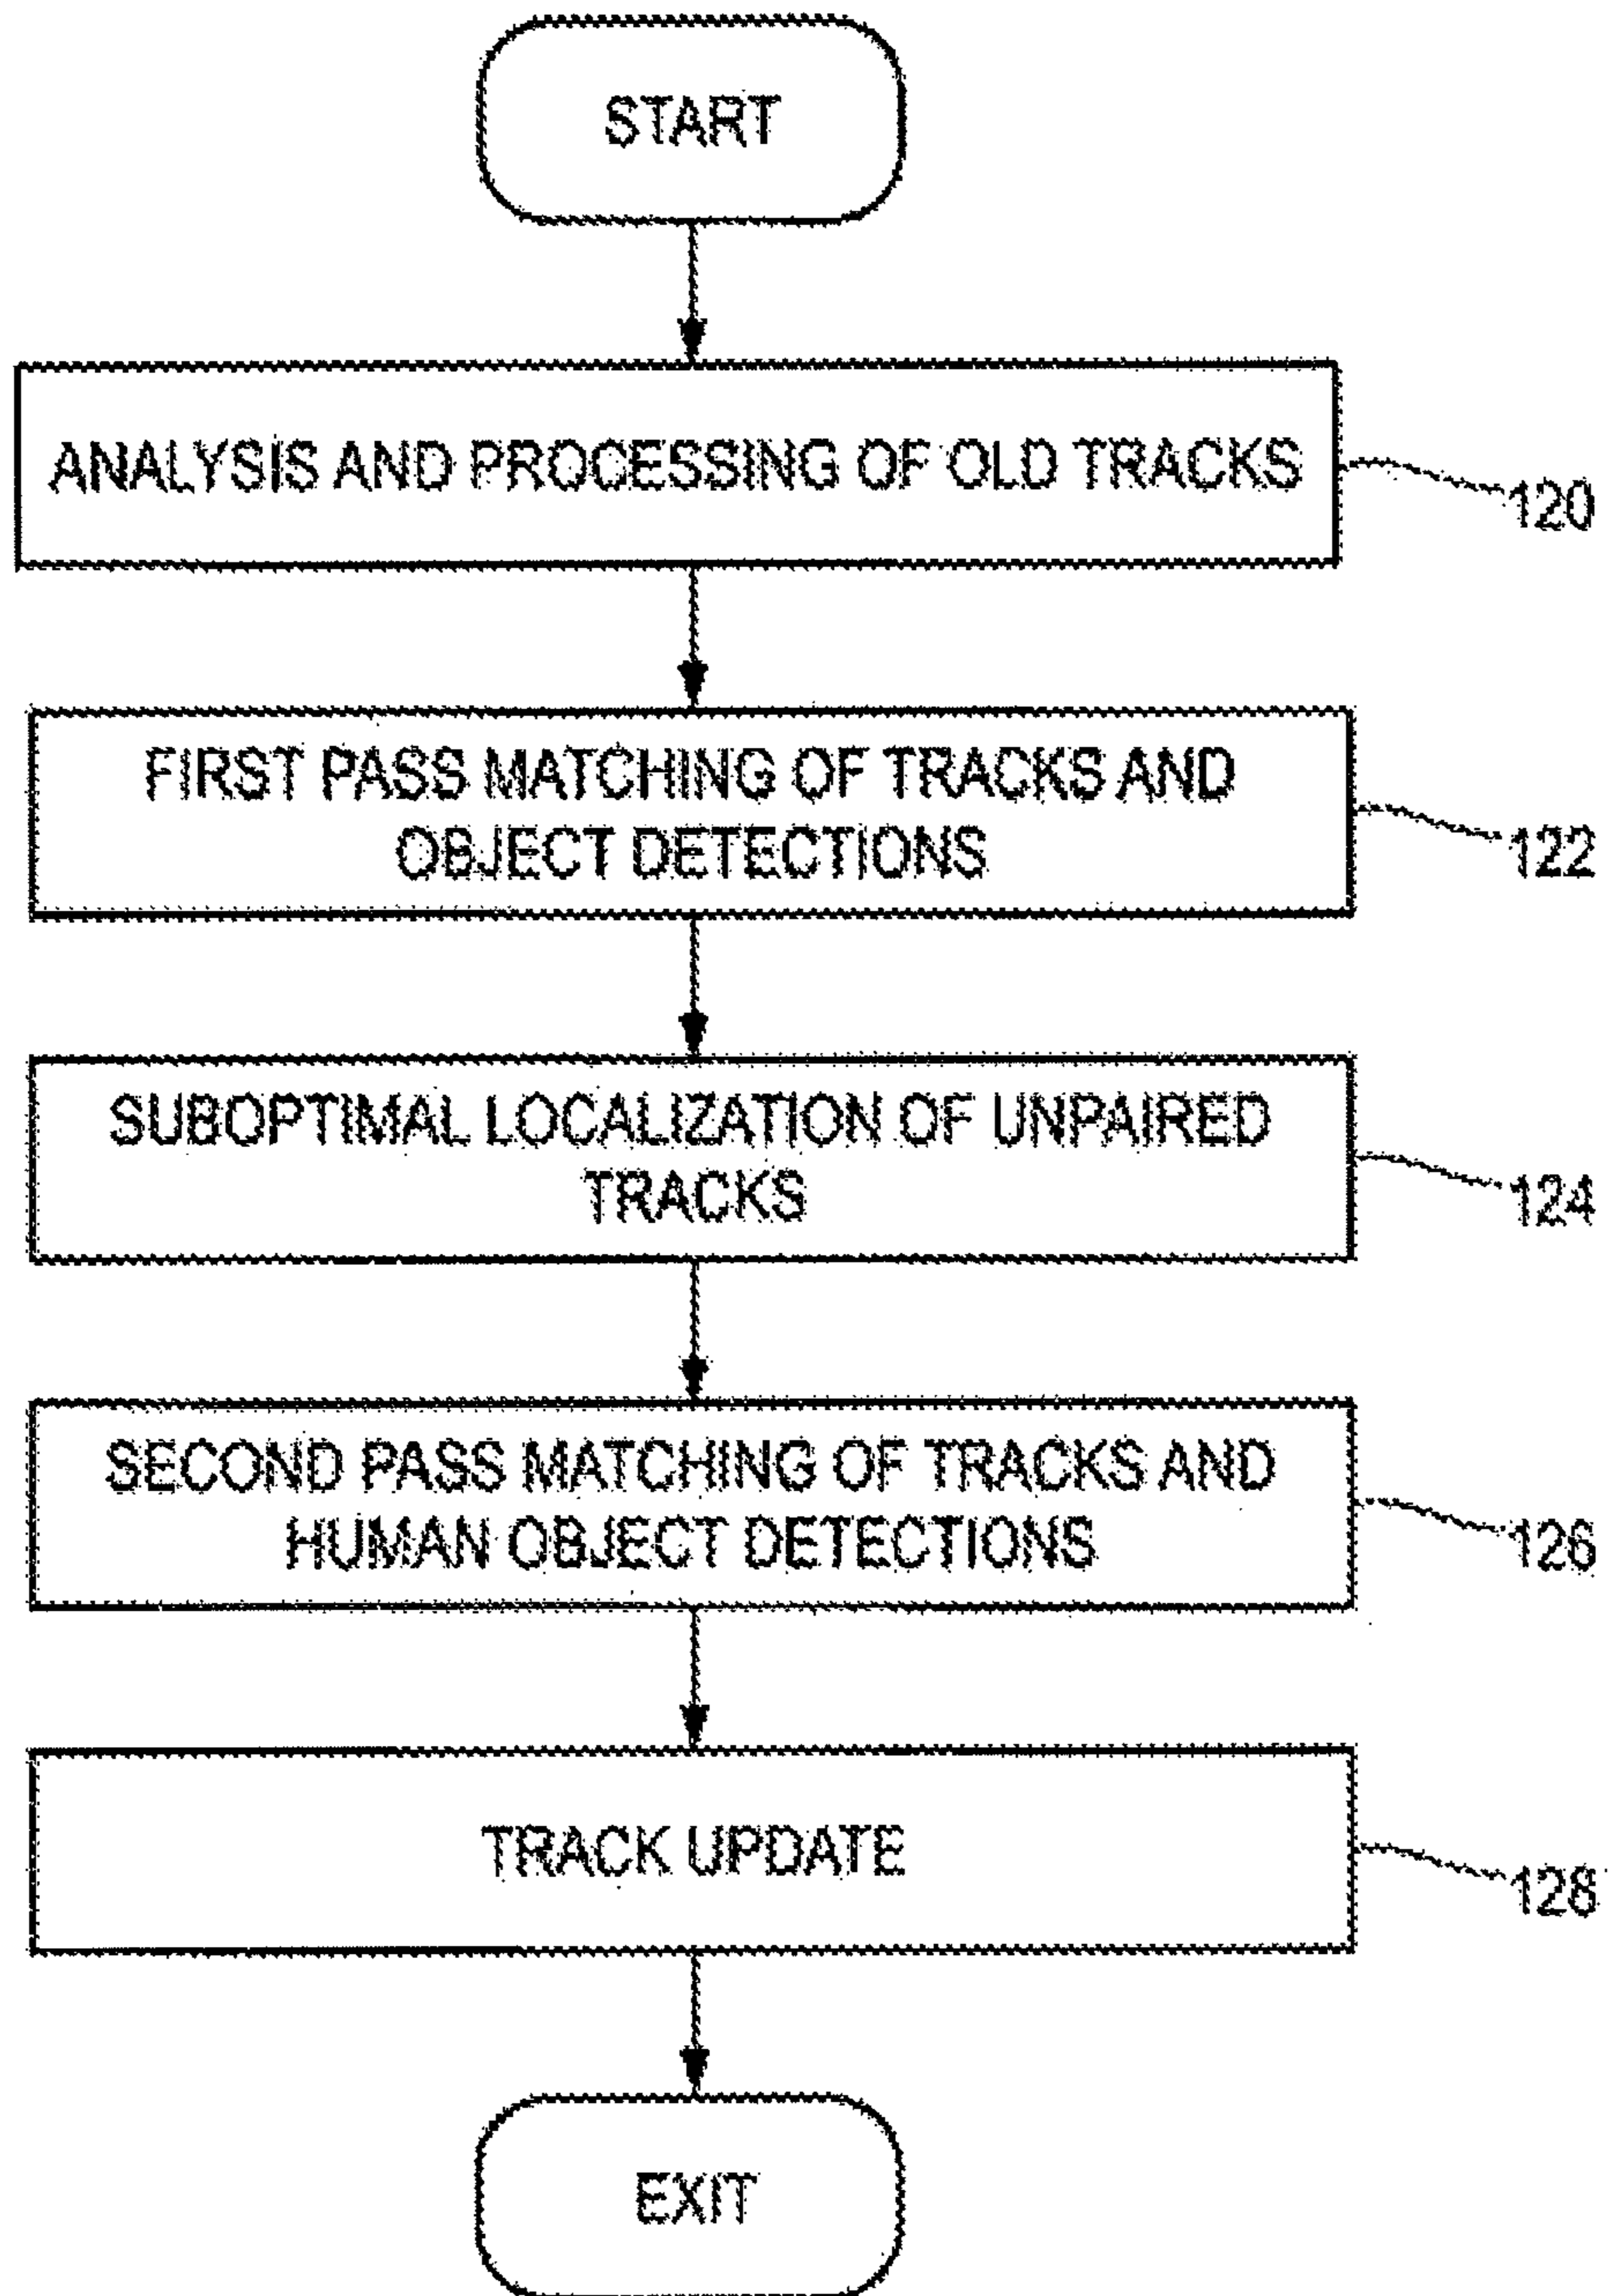 START
ANALYSIS AND PROCESSING OF OLD TRACKS
120
FIRST PASS MATCHING OF TRACKS AND
OBJECT DETECTIONS
122
SUBOPTIMAL LOCALIZATION OF UNPAIRED
TRACKS
124
SECOND PASS MATCHING OF TRACKS AND
HUMAN OBJECT DETECTIONS
126
TRACK UPDATE
128
EXIT